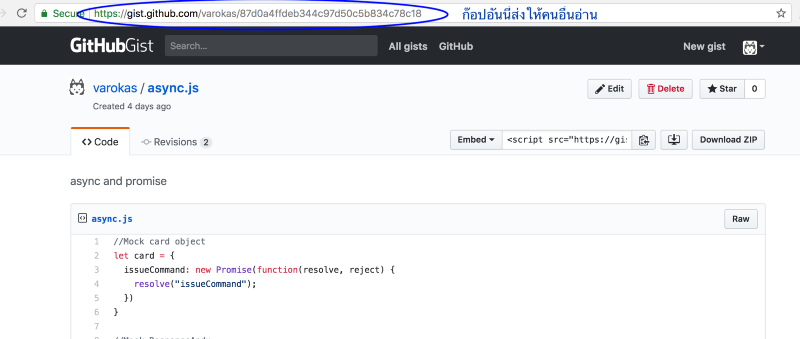 Secure https://gist.github.com/varokas/87d0a4ffdeb344c97d50c5b834c78c18 ก๊อปอันนี้ส่งให้คนอื่นอ่าน
GitHubGist Search... All gists GitHub New gist
varokas / async.js Edit Delete Star 0
Created 4 days ago
Code Revisions 2 Embed <script src="https://gis Download ZIP
async and promise
async.js Raw
1 //Mock card object
2 let card = {
3 issueCommand: new Promise(function(resolve, reject) {
4 resolve("issueCommand");
5 })
6 }
7